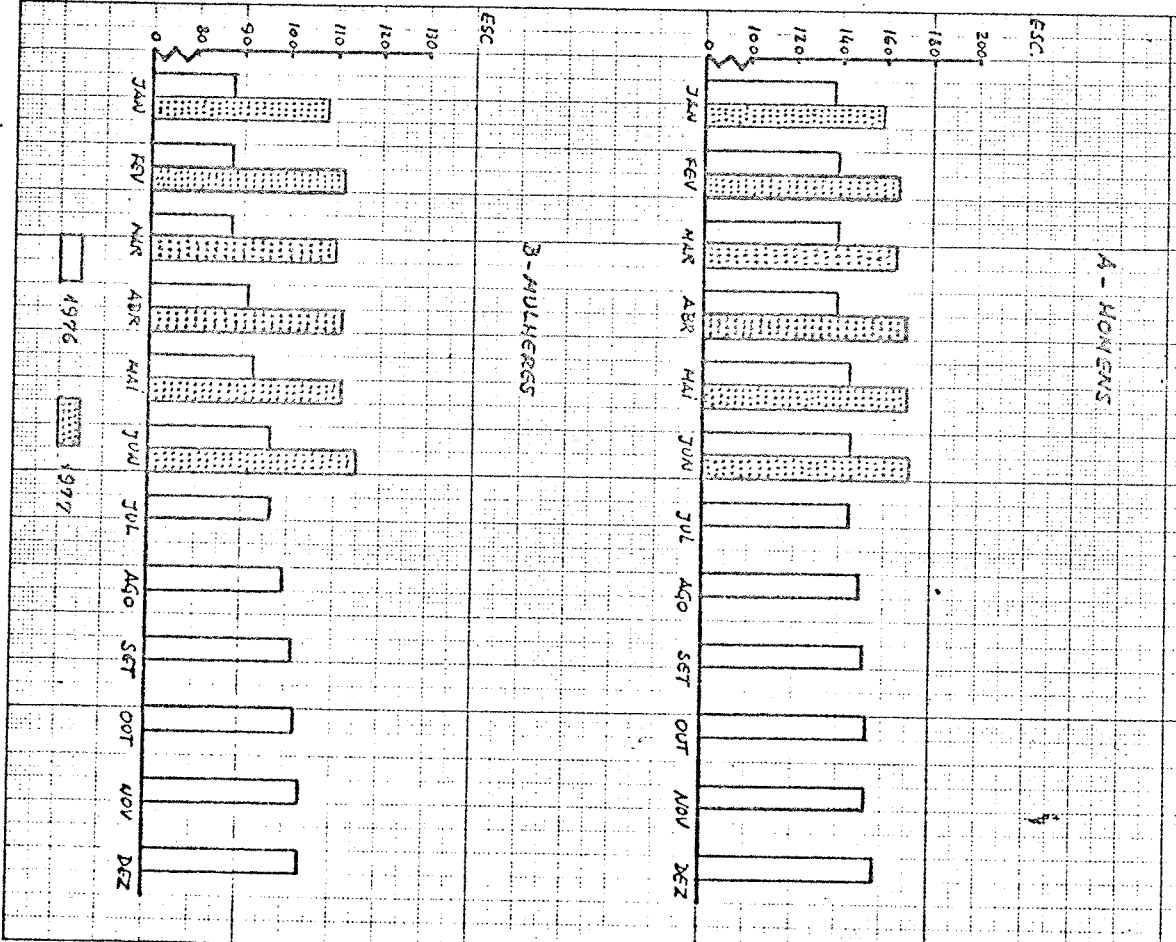 A - HOMENS
ESC.
200
180
160
140
120
100
0
JAN FEV MAR ABR MAI JUN JUL AGO SET OUT NOV DEZ
B - MULHERES
ESC
130
120
110
100
90
80
0
JAN FEV MAR ABR MAI JUN JUL AGO SET OUT NOV DEZ
1976 1977